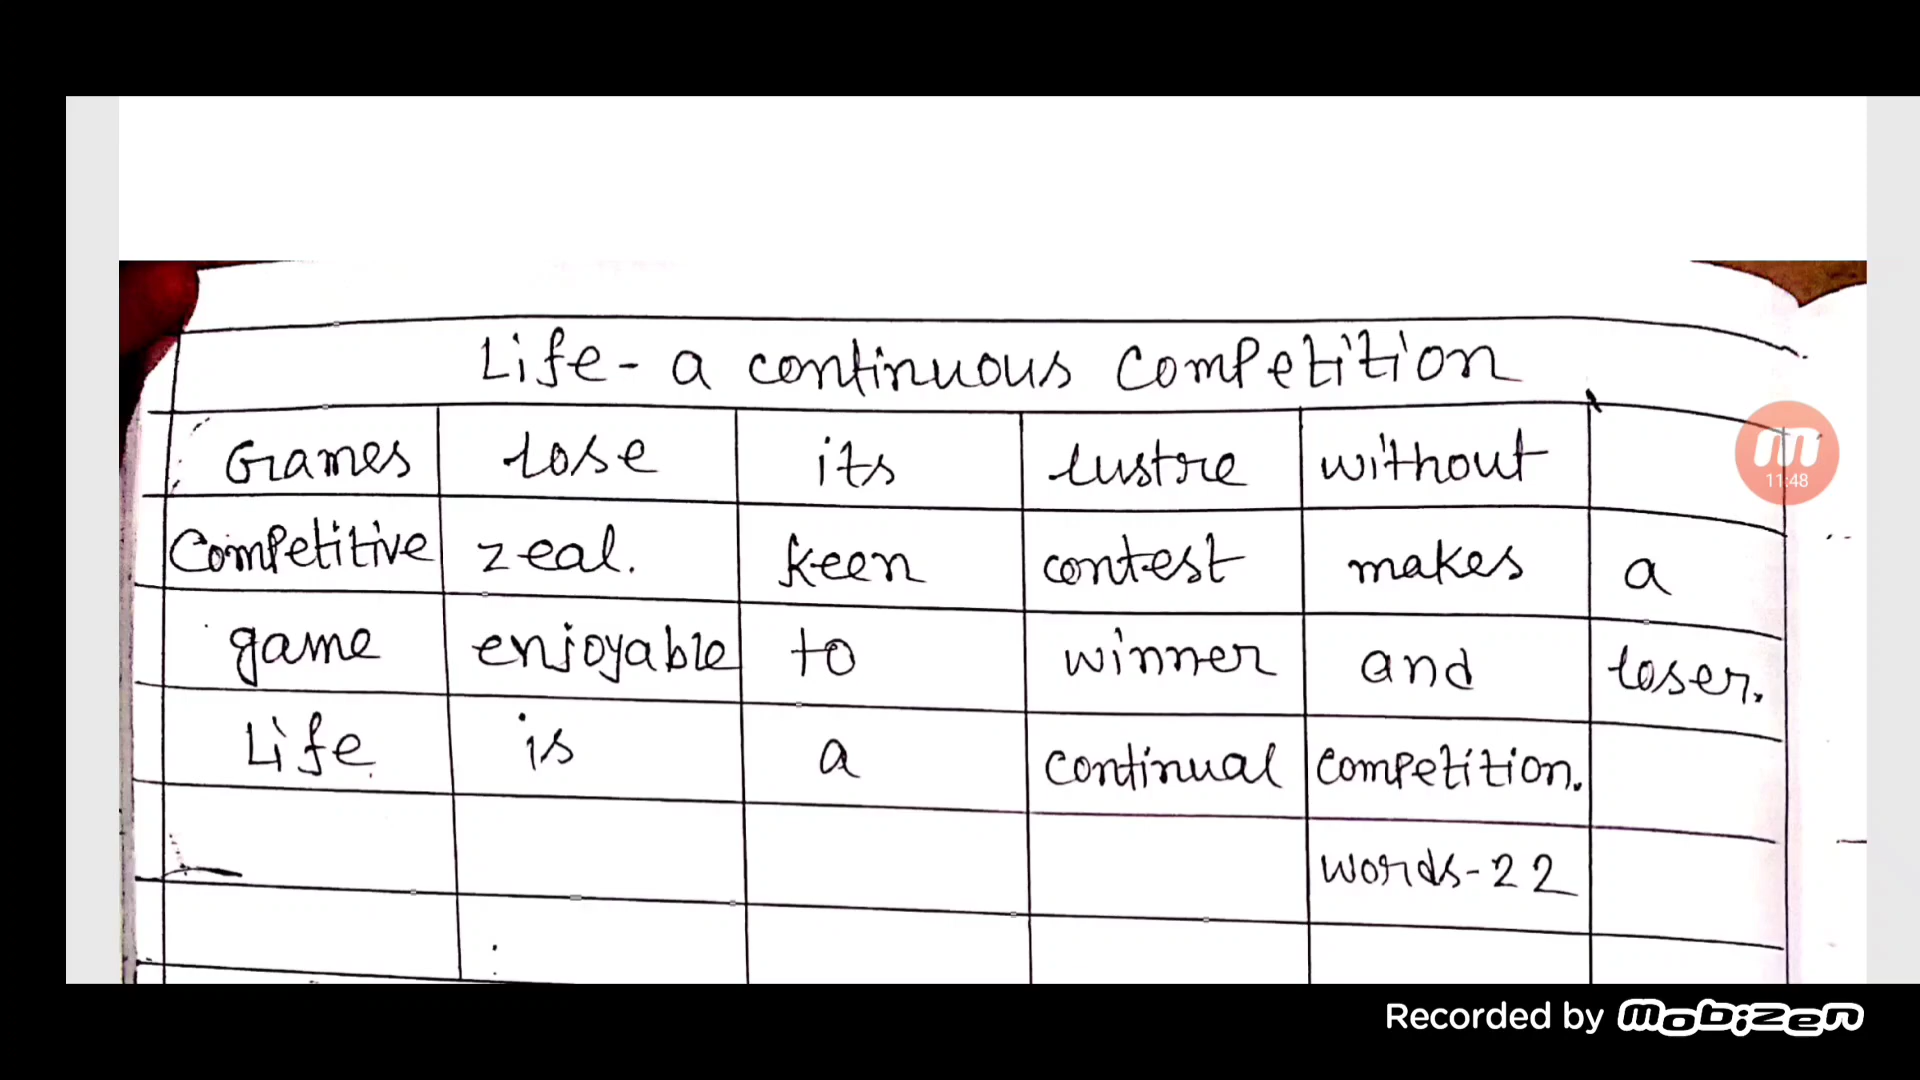 Life - a continuous competition
Games lose its lustre without
Competitive zeal. keen contest makes a
game enjoyable to winner and loser.
Life is a continual competition.
words - 22
11:48
Recorded by mobizen